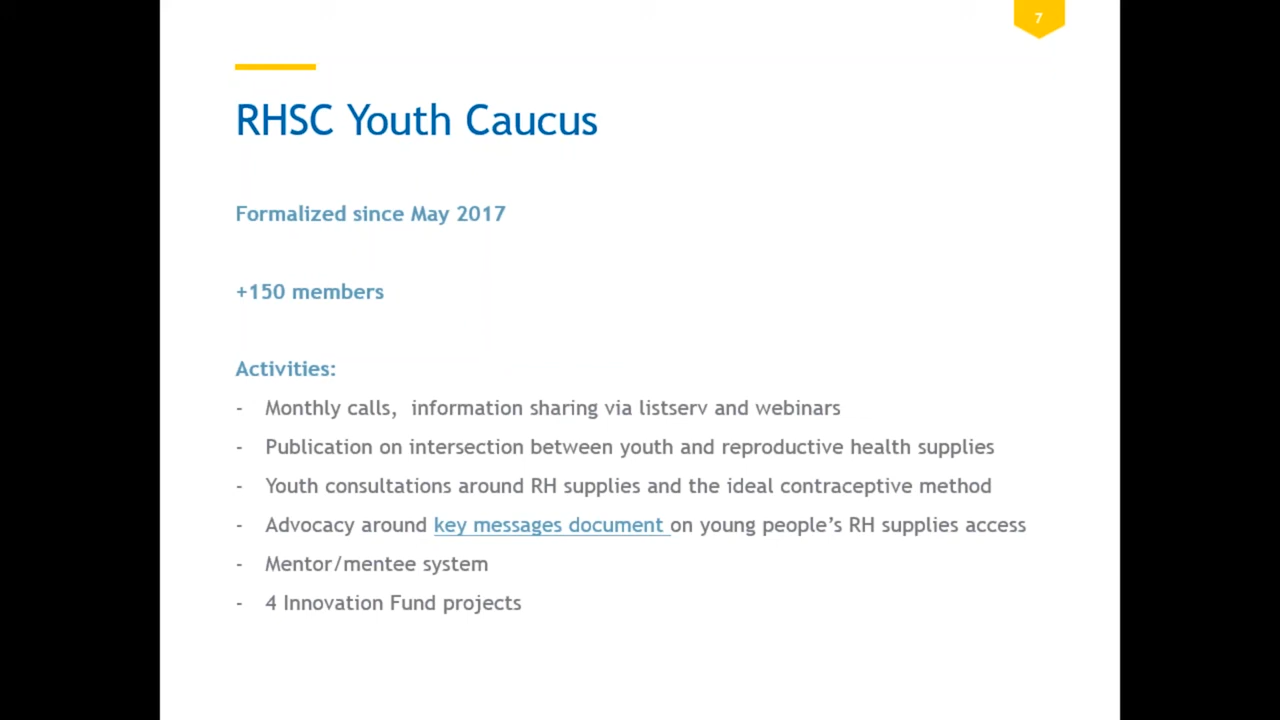 7
RHSC Youth Caucus
Formalized since May 2017
+150 members
Activities:
- Monthly calls,  information sharing via listserv and webinars
- Publication on intersection between youth and reproductive health supplies
- Youth consultations around RH supplies and the ideal contraceptive method
- Advocacy around key messages document on young people’s RH supplies access
- Mentor/mentee system
- 4 Innovation Fund projects